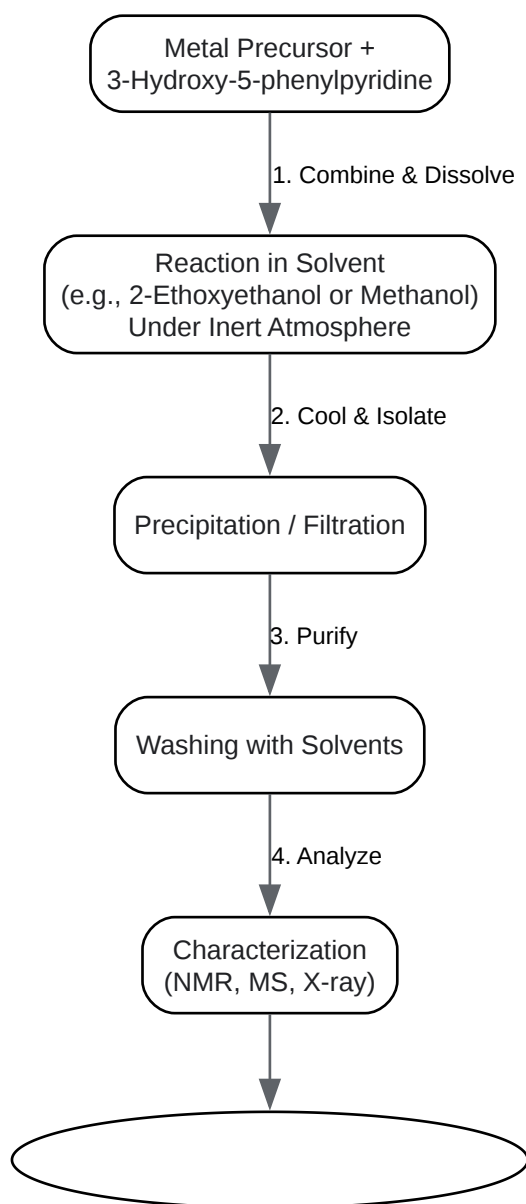 Metal Precursor +
3-Hydroxy-5-phenylpyridine
1. Combine & Dissolve
Reaction in Solvent
(e.g., 2-Ethoxyethanol or Methanol)
Under Inert Atmosphere
2. Cool & Isolate
Precipitation / Filtration
3. Purify
Washing with Solvents
4. Analyze
Characterization
(NMR, MS, X-ray)